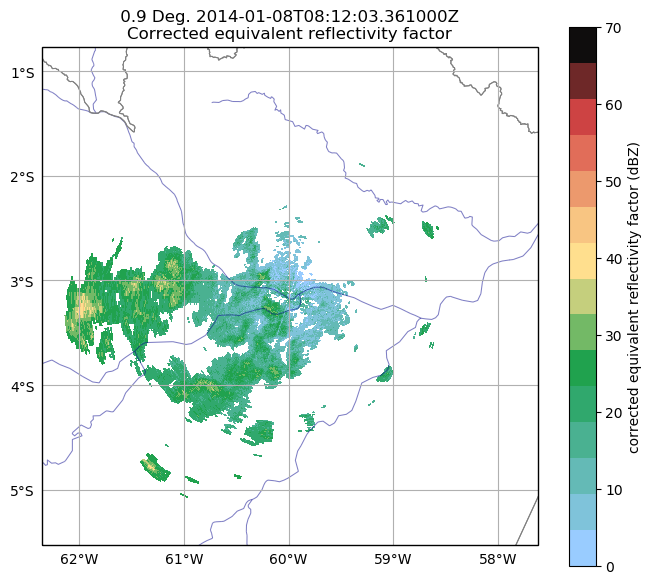 0.9 Deg. 2014-01-08T08:12:03.361000Z
Corrected equivalent reflectivity factor
1°S
2°S
3°S
4°S
5°S
62°W 61°W 60°W 59°W 58°W
70
60
50
40
30
20
10
0
corrected equivalent reflectivity factor (dBZ)